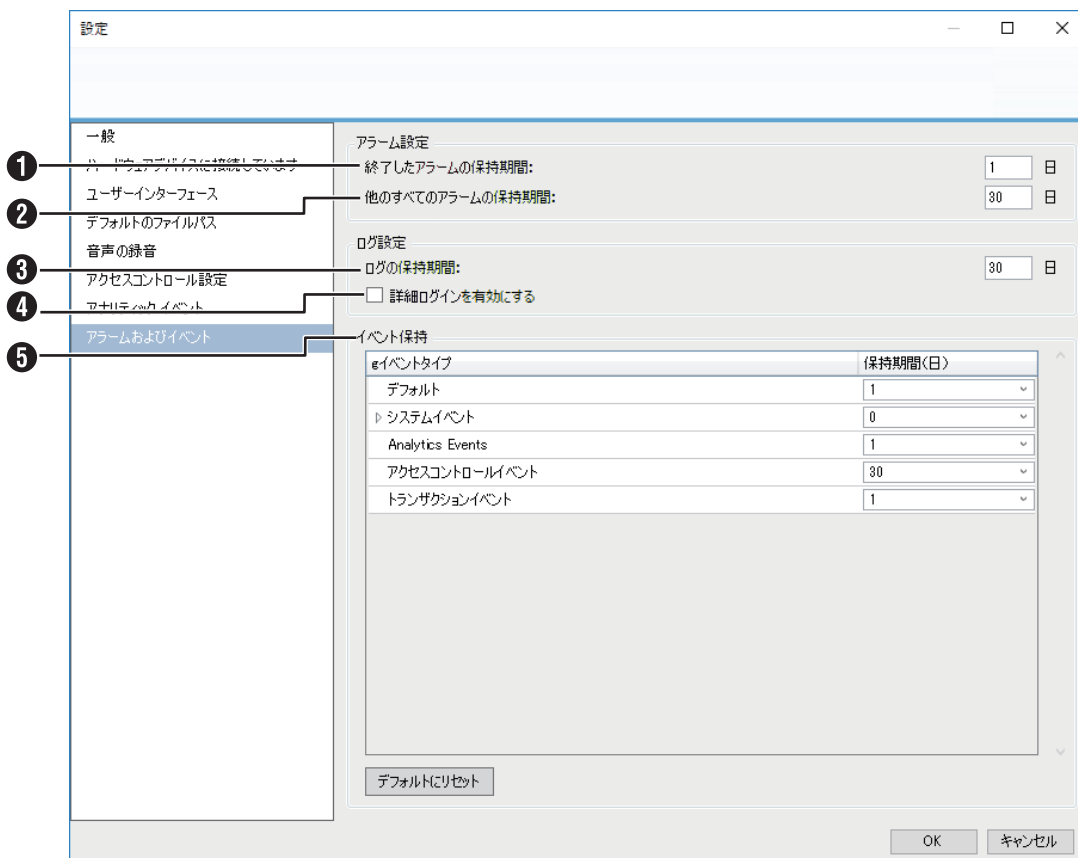 設定
一般
❶
ハードウェアデバイスに接続しています
ユーザーインターフェース
❷
デフォルトのファイルパス
音声の録音
❸
アクセスコントロール設定
❹
アナリティック イベント
アラームおよびイベント
❺
アラーム設定
終了したアラームの保持期間: 1 日
他のすべてのアラームの保持期間: 30 日
ログ設定
ログの保持期間: 30 日
詳細ログインを有効にする
イベント保持
gイベントタイプ 保持期間(日)
デフォルト 1
システムイベント 0
Analytics Events 1
アクセスコントロールイベント 30
トランザクションイベント 1
デフォルトにリセット
OK キャンセル